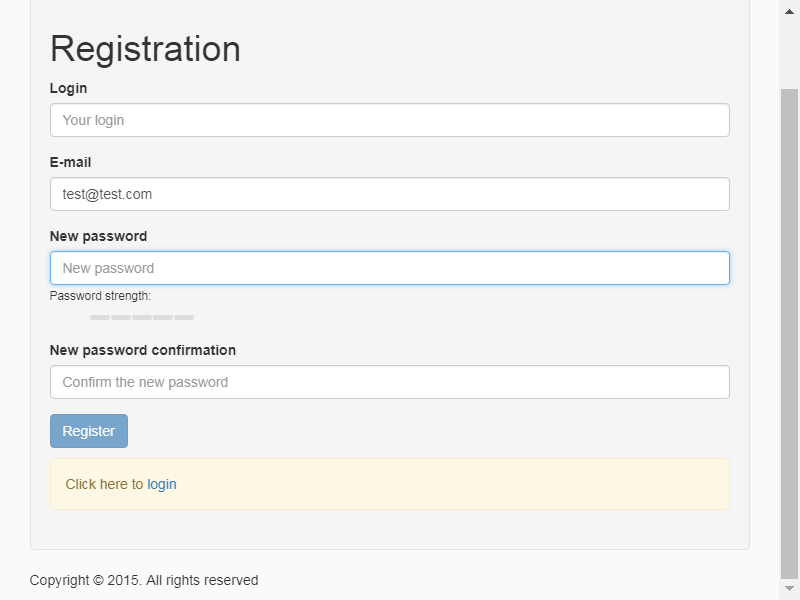 Registration
Login
Your login
E-mail
test@test.com
New password
New password
Password strength:
New password confirmation
Confirm the new password
Register
Click here to login
Copyright © 2015. All rights reserved